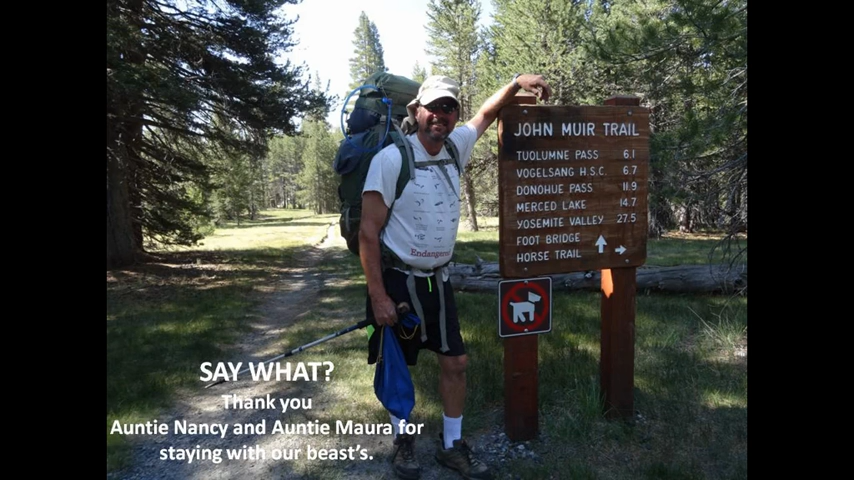 JOHN MUIR TRAIL
TUOLUMNE PASS 6.1
VOGELSANG H.S.C. 6.7
DONOHUE PASS 11.9
MERCED LAKE 14.7
YOSEMITE VALLEY 27.5
FOOT BRIDGE ↑
HORSE TRAIL →
Endangered
SAY WHAT?
Thank you
Auntie Nancy and Auntie Maura for
staying with our beast's.